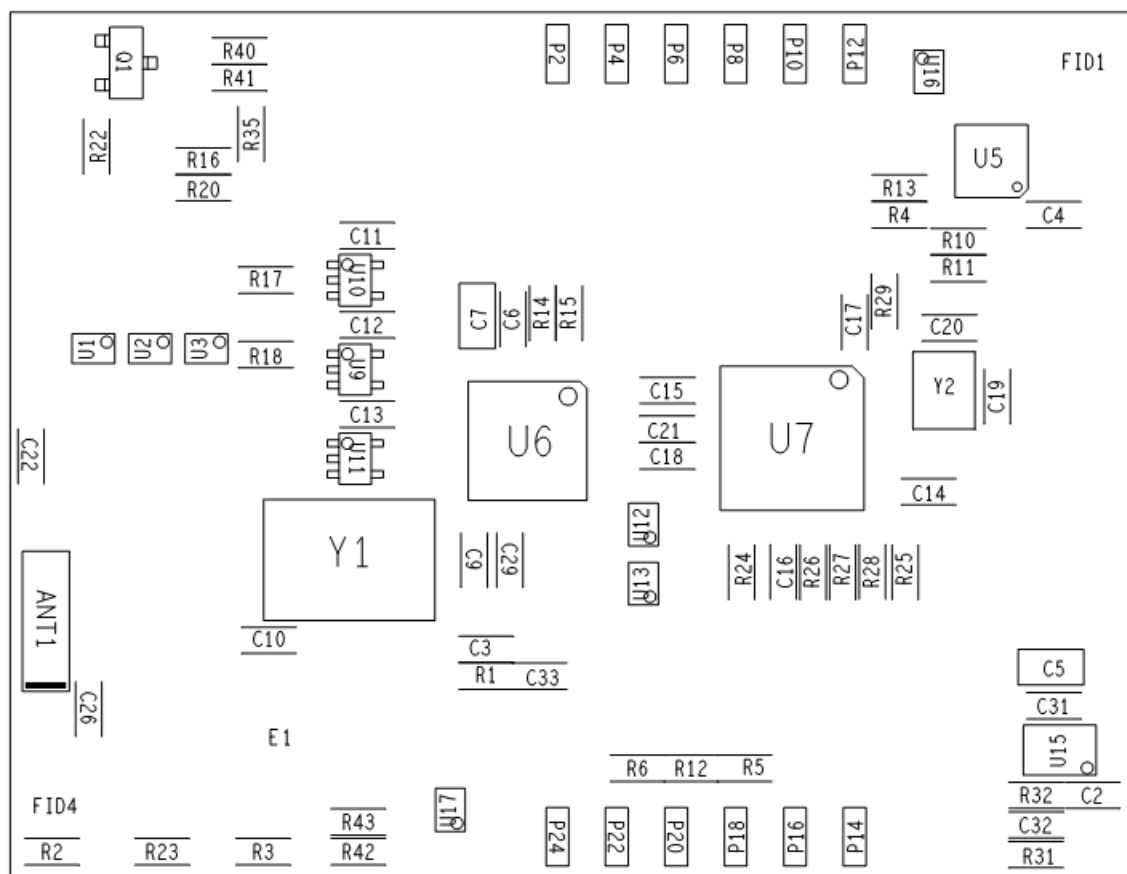 R40
P2
P4
P6
P8
P10
P12
Q1
U16
FID1
R41
R35
R22
R16
U5
R20
R13
R4
C4
C11
R10
R17
U10
R11
C7
C6
R14
R15
C17
R29
C12
C20
U1
U2
U3
R18
U9
C15
Y2
C19
C13
C21
U6
U7
C22
U11
C18
C14
U12
Y1
C9
C29
U13
R24
C16
R26
R27
R28
R25
ANT1
C10
C3
R1
C33
C5
C26
C31
E1
U15
R6
R12
R5
R32
C2
FID4
U17
R43
C32
P24
P22
P20
P18
P16
P14
R2
R23
R3
R42
R31